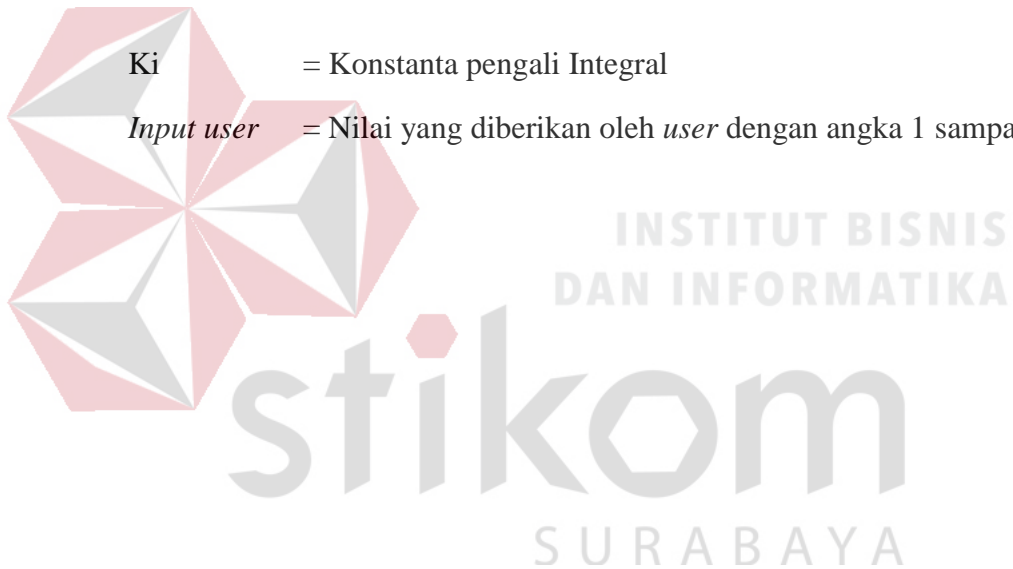 Ki = Konstanta pengali Integral
Input user = Nilai yang diberikan oleh user dengan angka 1 sampa
INSTITUT BISNIS
DAN INFORMATIKA
stikom
SURABAYA